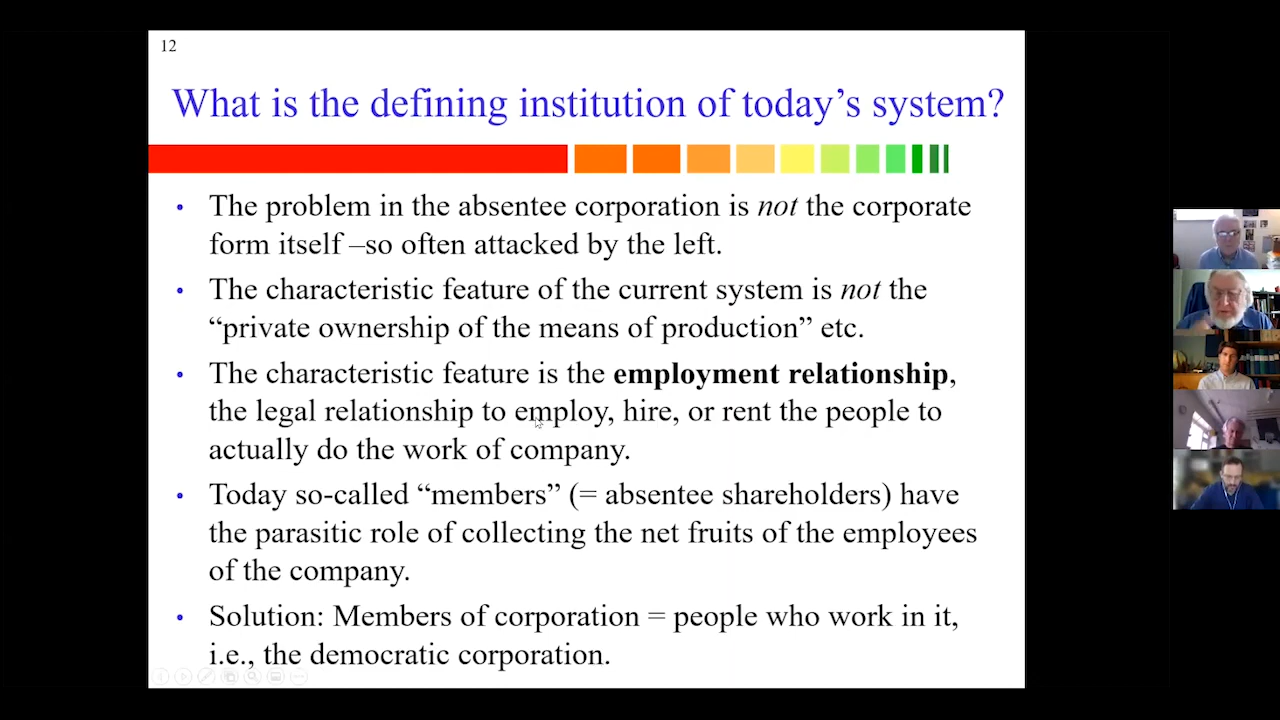 12
What is the defining institution of today’s system?
• The problem in the absentee corporation is not the corporate
form itself –so often attacked by the left.
• The characteristic feature of the current system is not the
“private ownership of the means of production” etc.
• The characteristic feature is the employment relationship,
the legal relationship to employ, hire, or rent the people to
actually do the work of company.
• Today so-called “members” (= absentee shareholders) have
the parasitic role of collecting the net fruits of the employees
of the company.
• Solution: Members of corporation = people who work in it,
i.e., the democratic corporation.